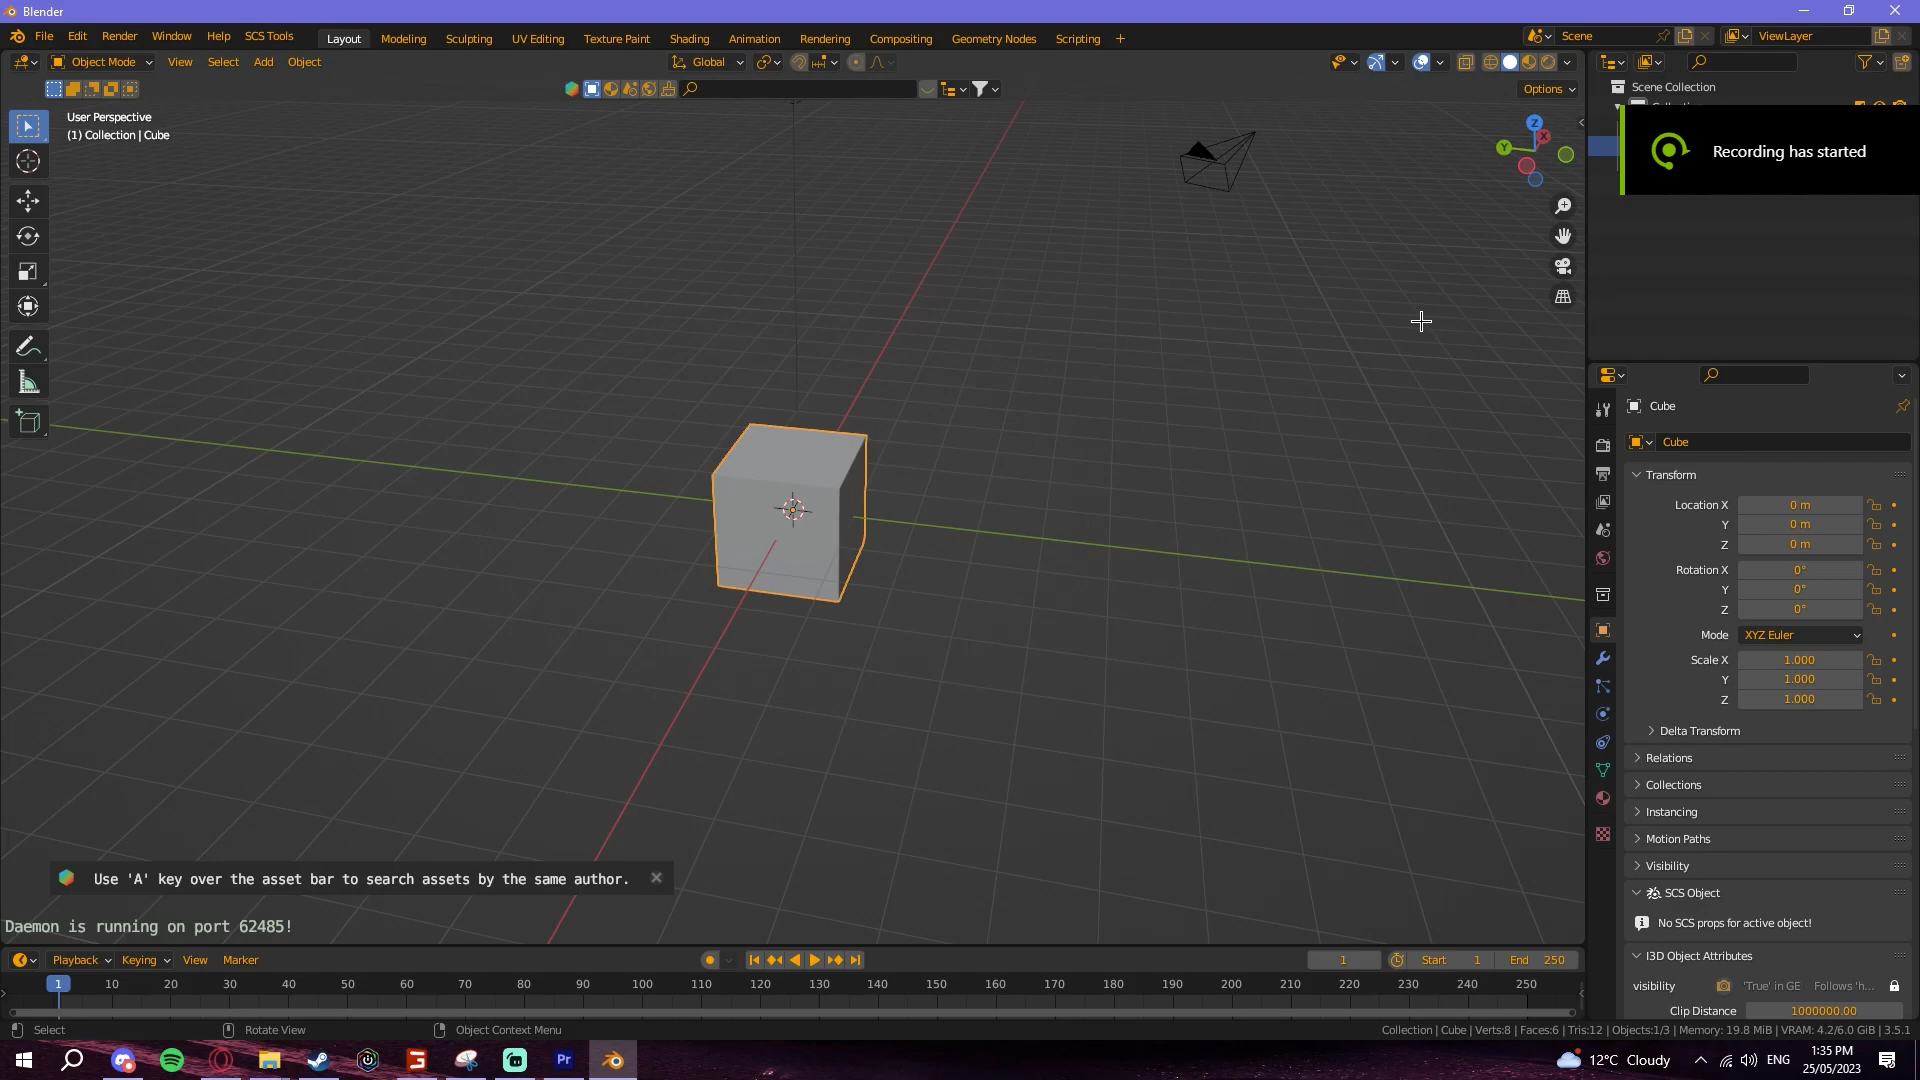 Blender
File Edit Render Window Help SCS Tools Layout Modeling Sculpting UV Editing Texture Paint Shading Animation Rendering Compositing Geometry Nodes Scripting + Scene ViewLayer
Object Mode View Select Add Object Global
Options
User Perspective
(1) Collection | Cube
Z
X
Y
Scene Collection
Recording has started
Cube
Cube
Transform
Location X 0 m
Y 0 m
Z 0 m
Rotation X 0°
Y 0°
Z 0°
Mode XYZ Euler
Scale X 1.000
Y 1.000
Z 1.000
Delta Transform
Relations
Collections
Instancing
Motion Paths
Visibility
SCS Object
No SCS props for active object!
I3D Object Attributes
visibility 'True' in GE Follows 'h...
Clip Distance 1000000.00
Use 'A' key over the asset bar to search assets by the same author.
Daemon is running on port 62485!
Playback Keying View Marker 1 Start 1 End 250
1 10 20 30 40 50 60 70 80 90 100 110 120 130 140 150 160 170 180 190 200 210 220 230 240 250
Select Rotate View Object Context Menu Collection | Cube | Verts:8 | Faces:6 | Tris:12 | Objects:1/3 | Memory: 19.8 MiB | VRAM: 4.2/6.0 GiB | 3.5.1
Pr 12°C Cloudy ENG 1:35 PM
25/05/2023